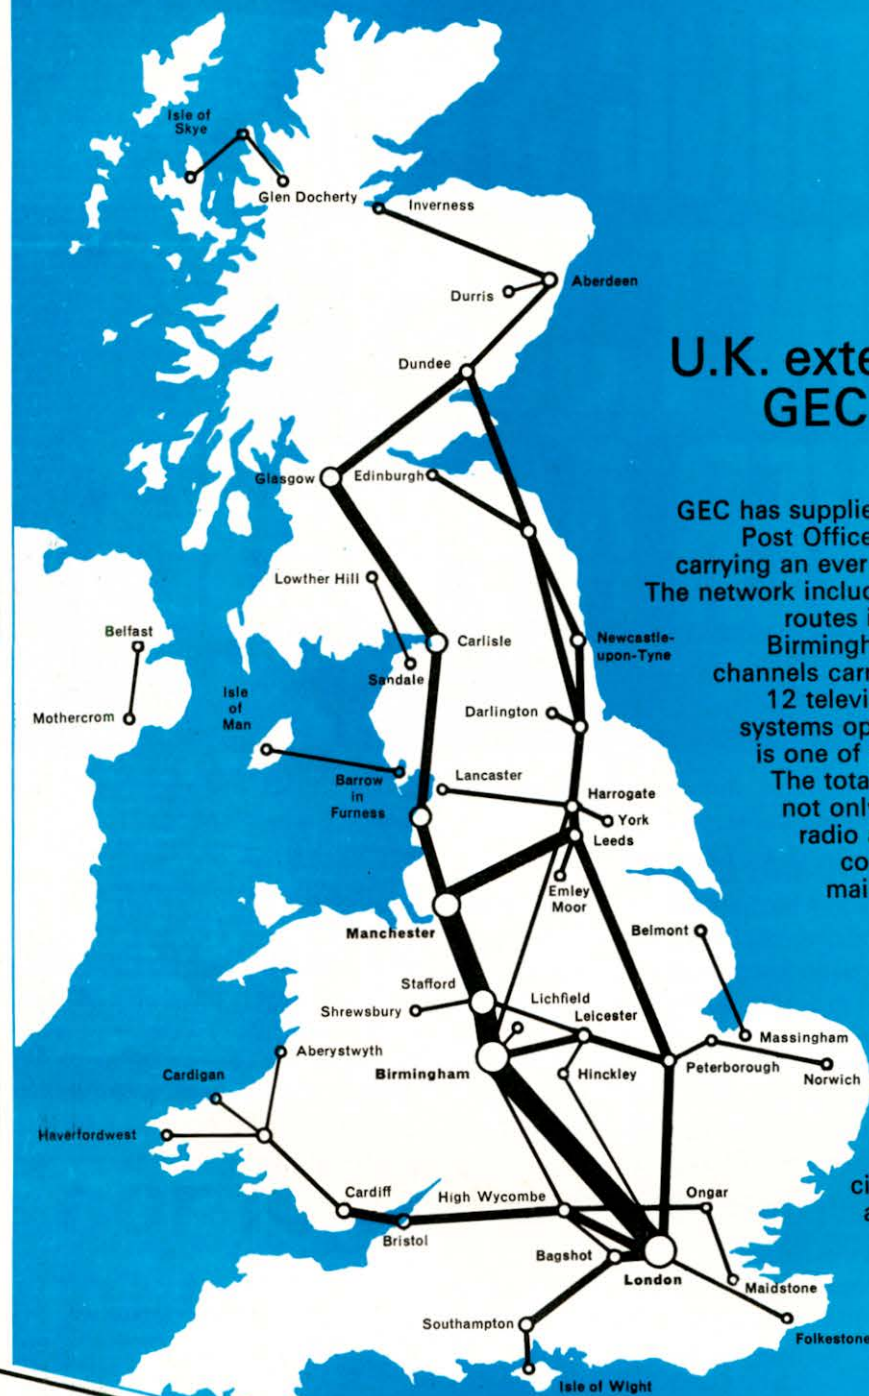 Isle of
Skye
Glen Docherty
Inverness
Durris
Aberdeen
Dundee
U.K. exte
GEC
Glasgow
Edinburgh
GEC has supplie
Post Office
carrying an ever
The network includ
routes i
Birmingh
channels carr
12 televi
systems op
is one of
The tota
not only
radio
co
mai
Lowther Hill
Belfast
Carlisle
Newcastle-
upon-Tyne
Sandale
Isle
of
Man
Mothercrom
Darlington
Lancaster
Barrow
in
Furness
Harrogate
York
Leeds
Emley
Moor
Manchester
Belmont
Stafford
Lichfield
Shrewsbury
Leicester
Massingham
Aberystwyth
Birmingham
Hinckley
Peterborough
Norwich
Cardigan
Haverfordwest
Cardiff
High Wycombe
Ongar
ci
a
Bristol
Bagshot
London
Maidstone
Southampton
Folkestone
Isle of Wight